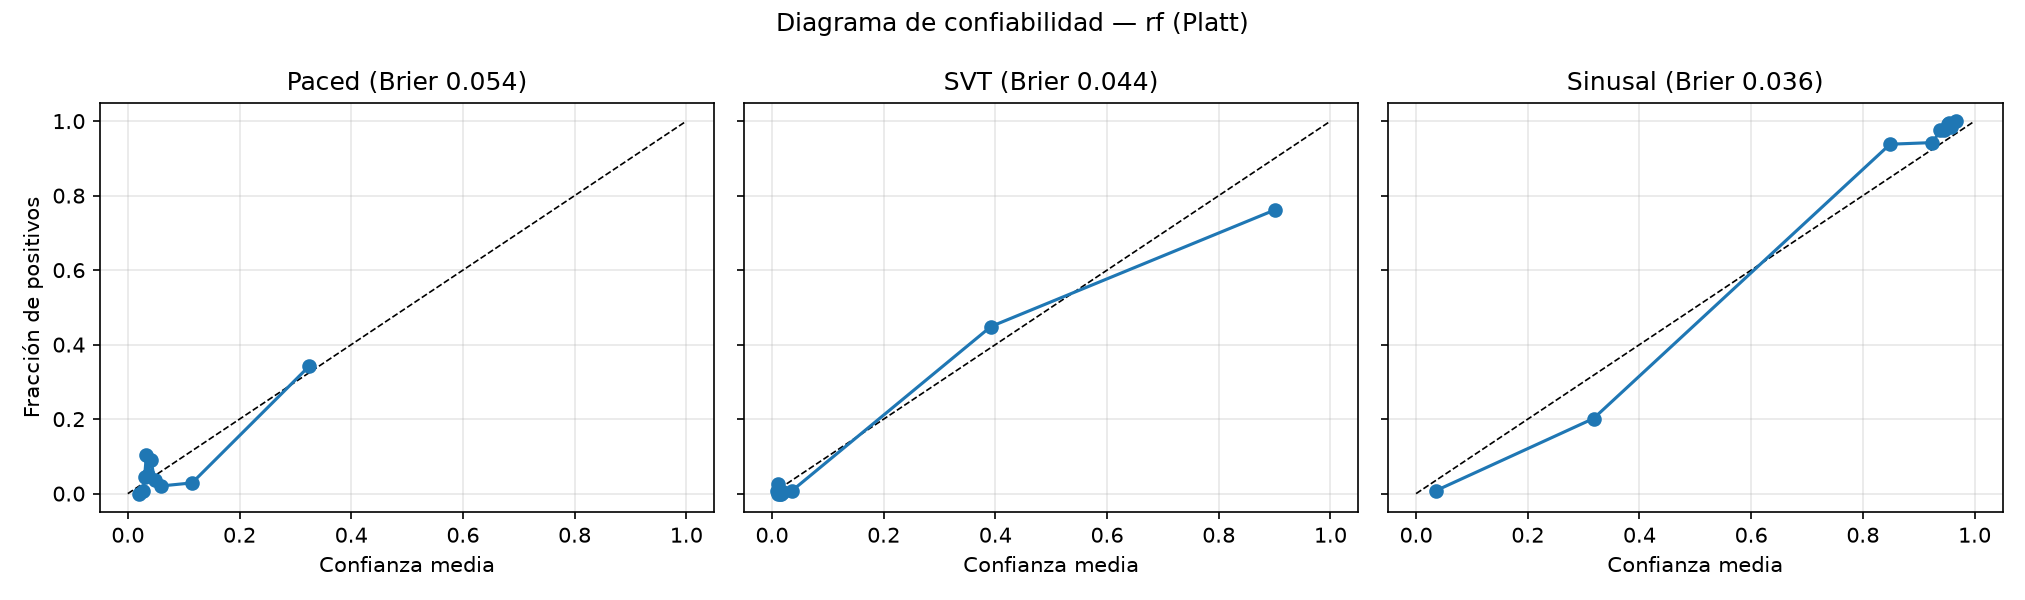 Diagrama de confiabilidad — rf (Platt)
Paced (Brier 0.054)
SVT (Brier 0.044)
Sinusal (Brier 0.036)
Fracción de positivos
1.0
0.8
0.6
0.4
0.2
0.0
0.0 0.2 0.4 0.6 0.8 1.0
0.0 0.2 0.4 0.6 0.8 1.0
0.0 0.2 0.4 0.6 0.8 1.0
Confianza media
Confianza media
Confianza media